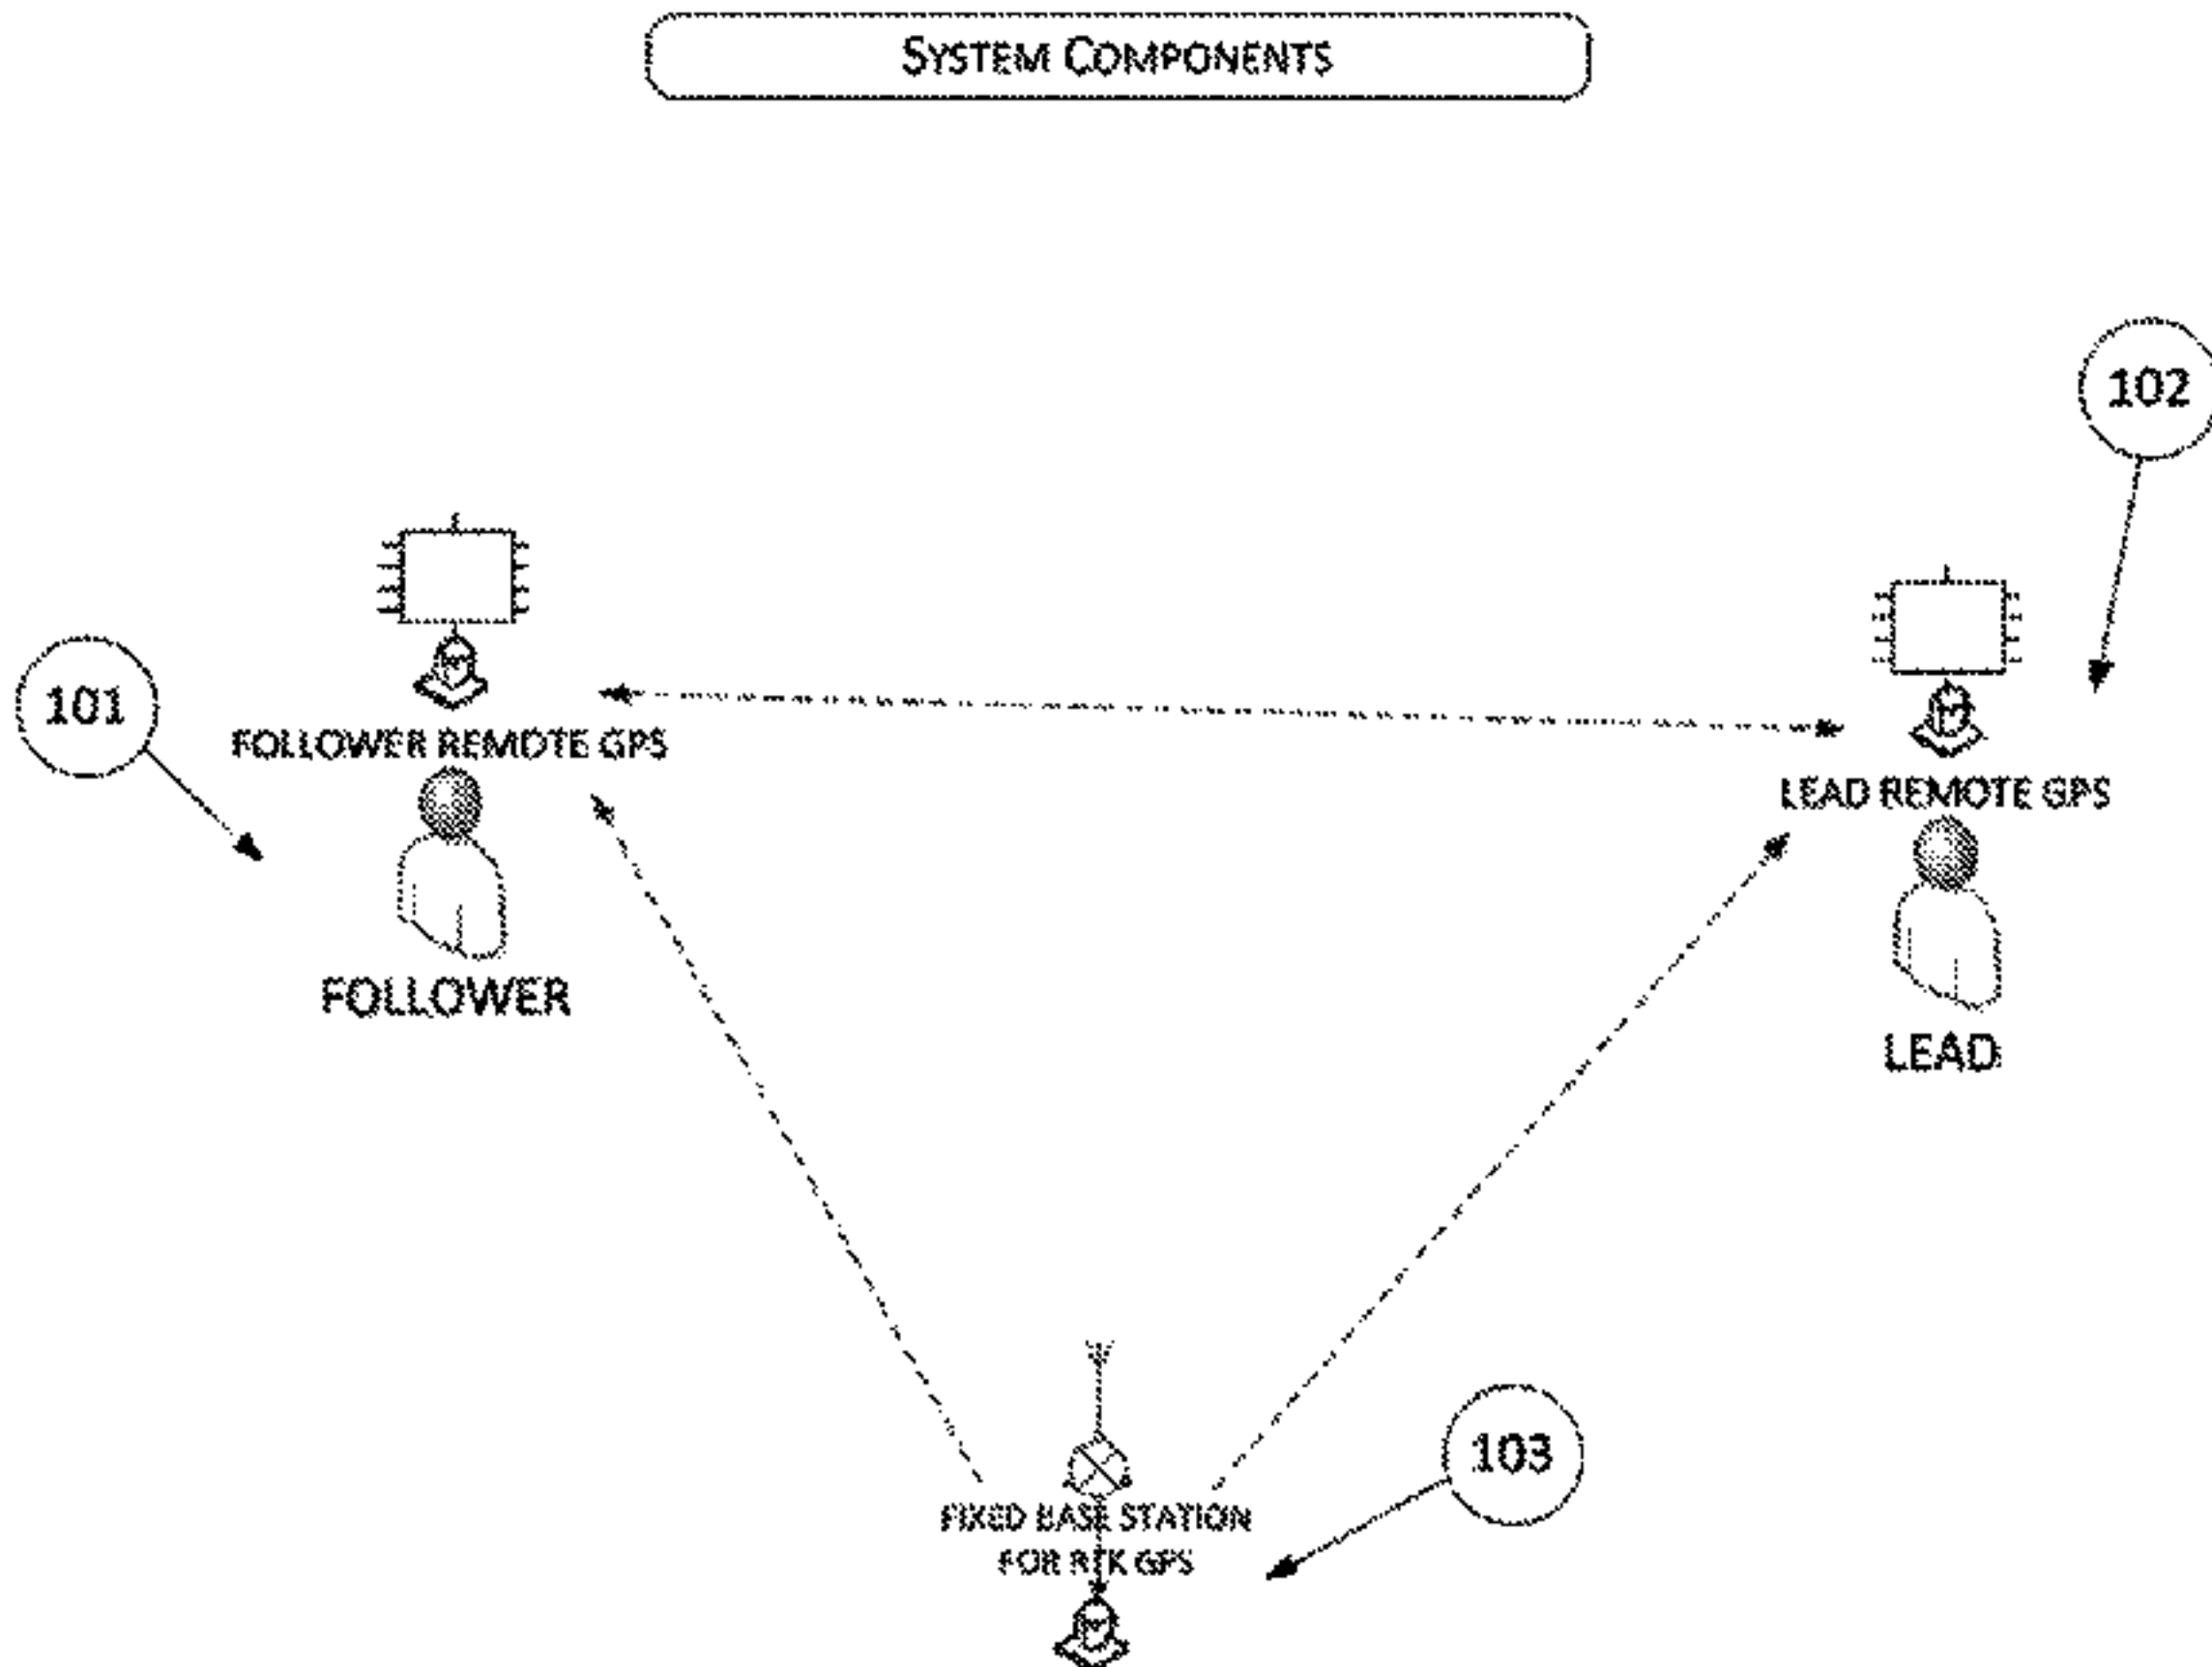 SYSTEM COMPONENTS
102
101
FOLLOWER REMOTE GPS
LEAD REMOTE GPS
FOLLOWER
LEAD
103
FIXED BASE STATION
FOR RTK GPS